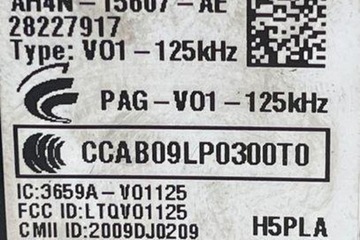 AH4N-15607-AE
28227917
Type: V01-125kHz
PAG-V01-125kHz
CCAB09LP0300T0
IC:3659A-V01125
FCC ID:LTQV01125
CMII ID:2009DJ0209
H5PLA